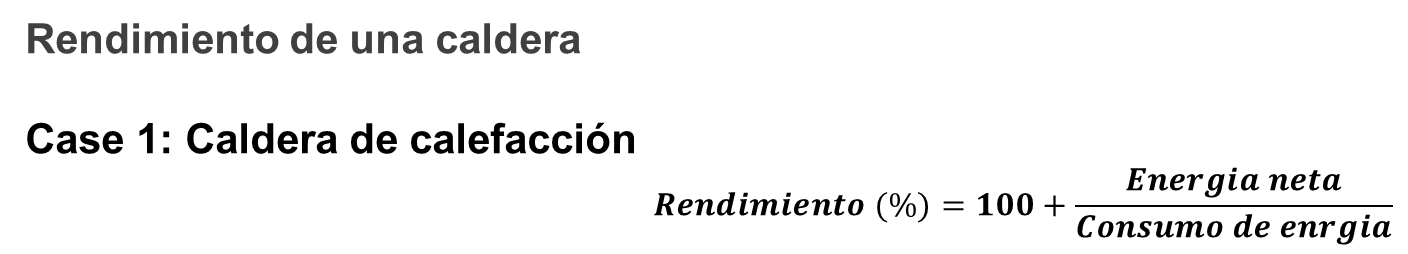 Rendimiento de una caldera
Case 1: Caldera de calefacción
Rendimiento (%) = 100 + Energia neta / Consumo de enrgia